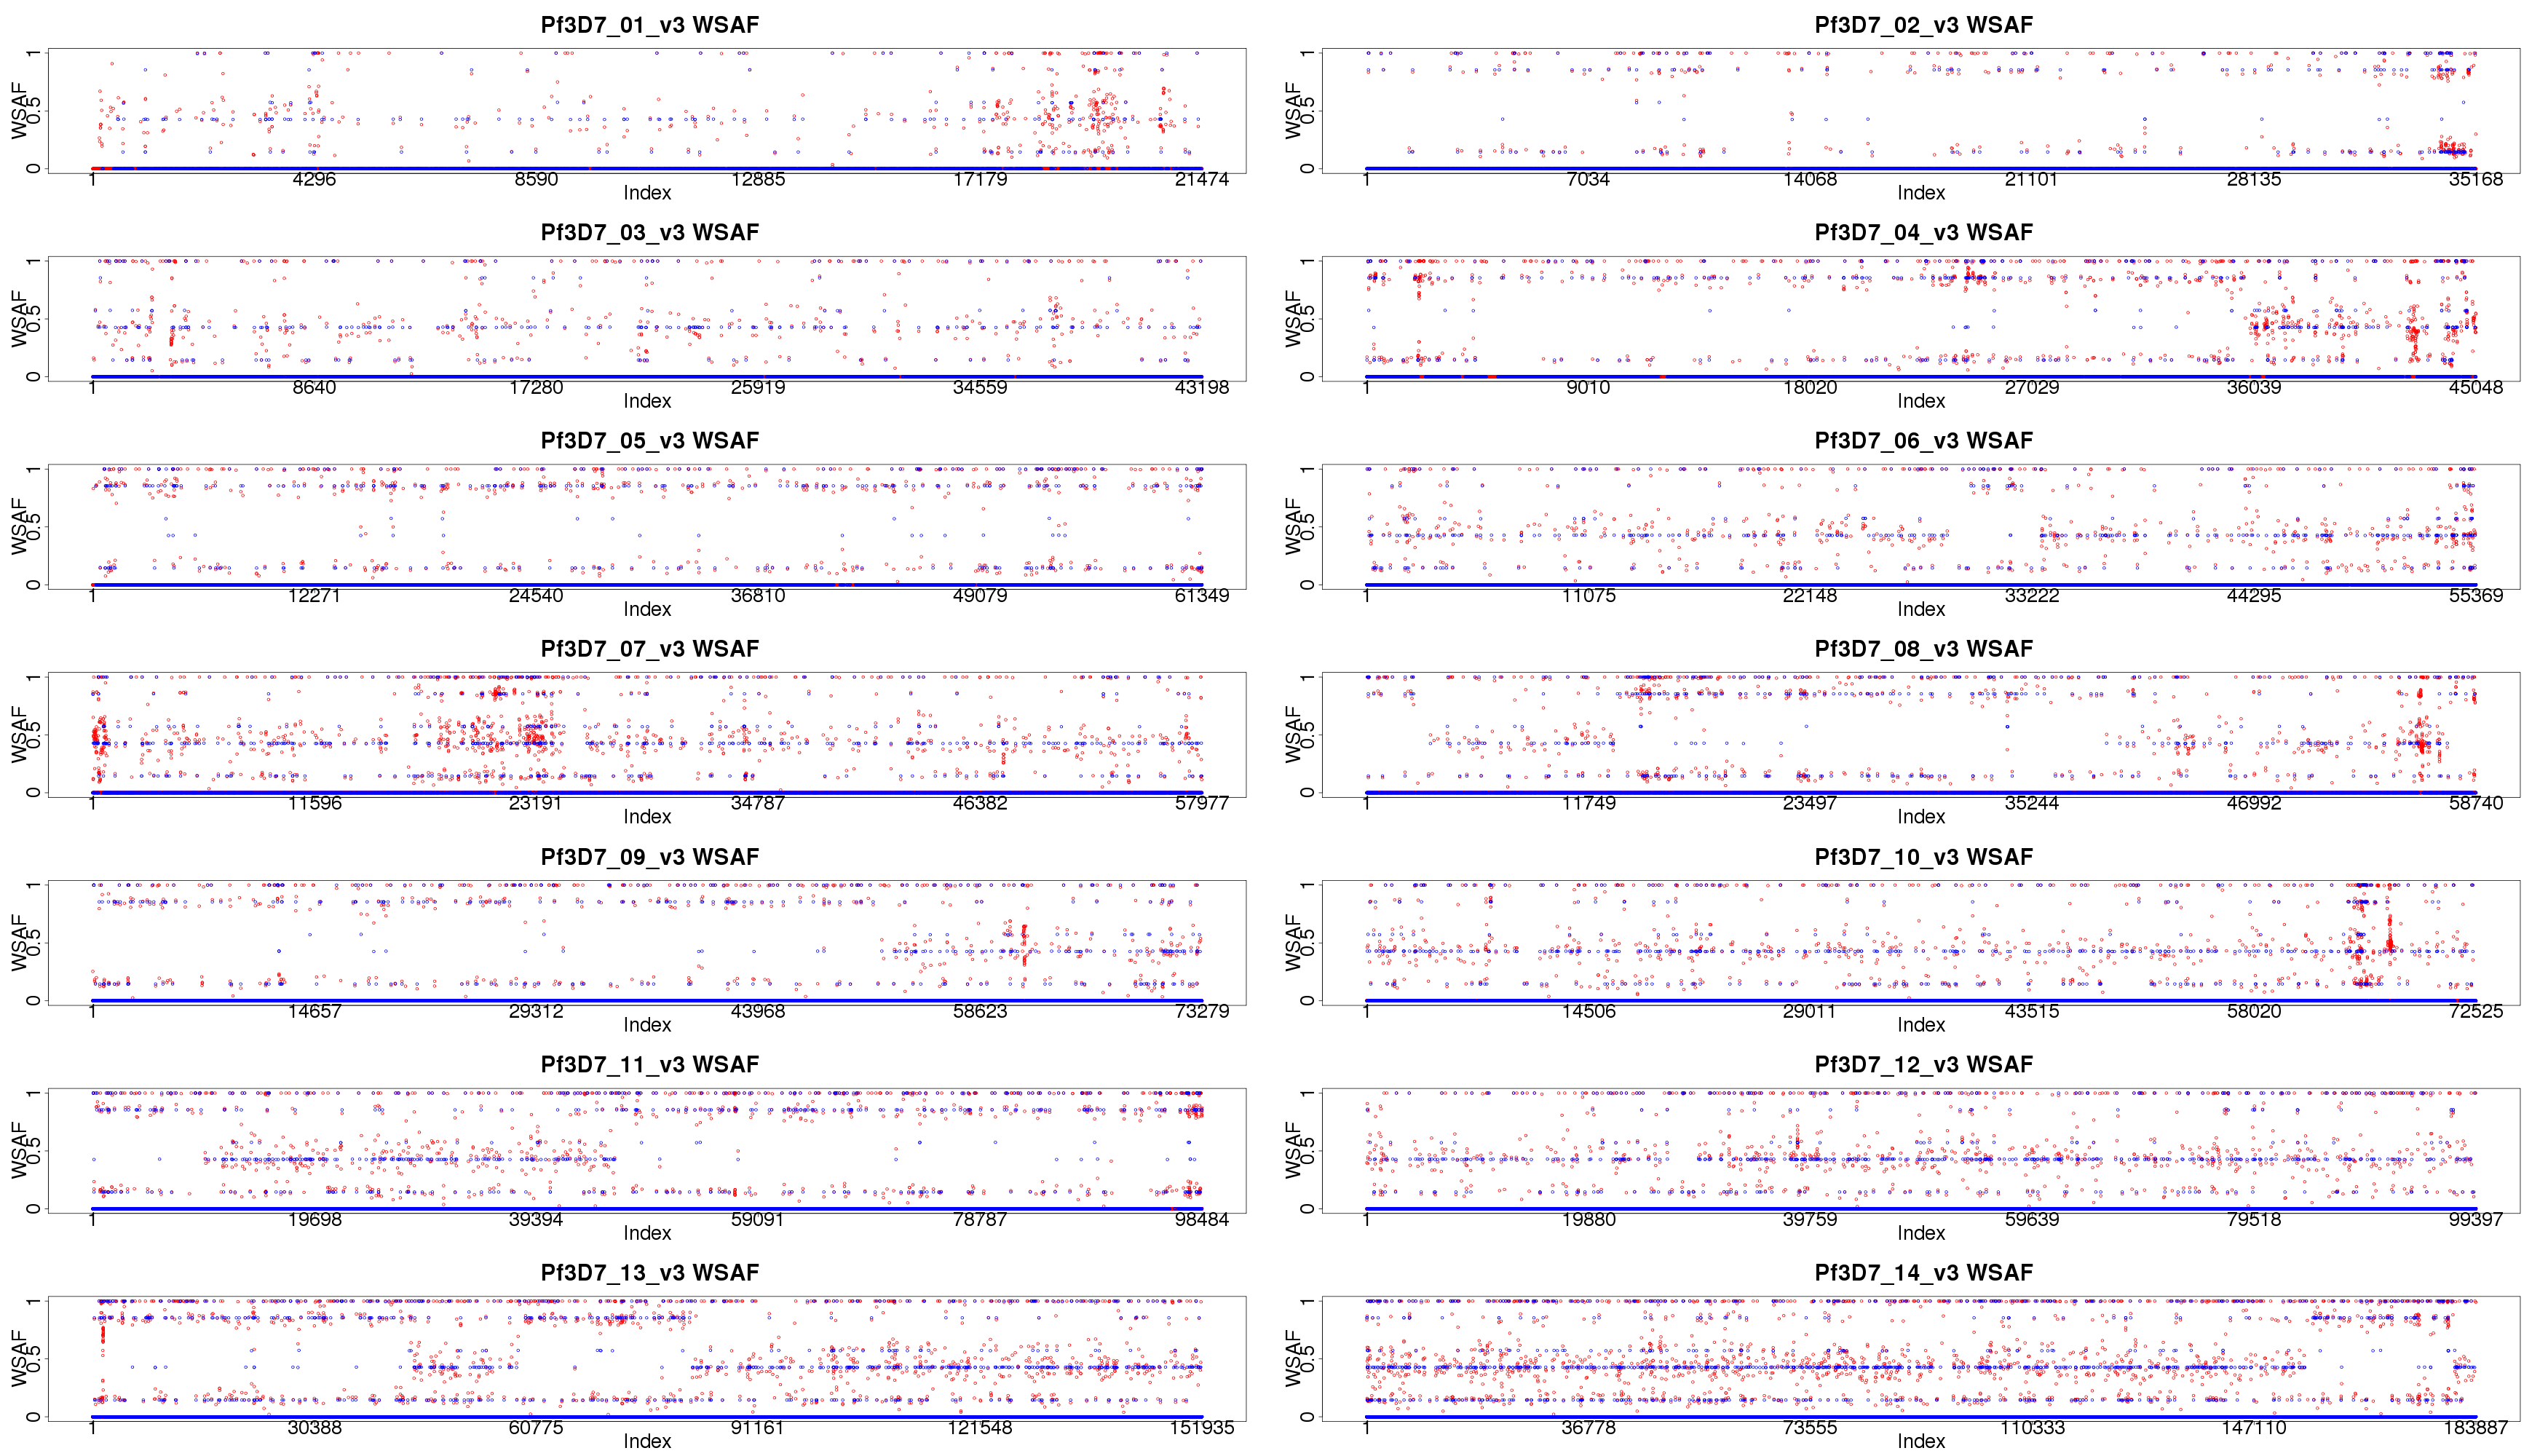 Pf3D7_01_v3 WSAF
WSAF
0 0.5 1
1 4296 8590 12885 17179 21474
Index
Pf3D7_02_v3 WSAF
WSAF
0 0.5 1
1 7034 14068 21101 28135 35168
Index
Pf3D7_03_v3 WSAF
WSAF
0 0.5 1
1 8640 17280 25919 34559 43198
Index
Pf3D7_04_v3 WSAF
WSAF
0 0.5 1
1 9010 18020 27029 36039 45048
Index
Pf3D7_05_v3 WSAF
WSAF
0 0.5 1
1 12271 24540 36810 49079 61349
Index
Pf3D7_06_v3 WSAF
WSAF
0 0.5 1
1 11075 22148 33222 44295 55369
Index
Pf3D7_07_v3 WSAF
WSAF
0 0.5 1
1 11596 23191 34787 46382 57977
Index
Pf3D7_08_v3 WSAF
WSAF
0 0.5 1
1 11749 23497 35244 46992 58740
Index
Pf3D7_09_v3 WSAF
WSAF
0 0.5 1
1 14657 29312 43968 58623 73279
Index
Pf3D7_10_v3 WSAF
WSAF
0 0.5 1
1 14506 29011 43515 58020 72525
Index
Pf3D7_11_v3 WSAF
WSAF
0 0.5 1
1 19698 39394 59091 78787 98484
Index
Pf3D7_12_v3 WSAF
WSAF
0 0.5 1
1 19880 39759 59639 79518 99397
Index
Pf3D7_13_v3 WSAF
WSAF
0 0.5 1
1 30388 60775 91161 121548 151935
Index
Pf3D7_14_v3 WSAF
WSAF
0 0.5 1
1 36778 73555 110333 147110 183887
Index